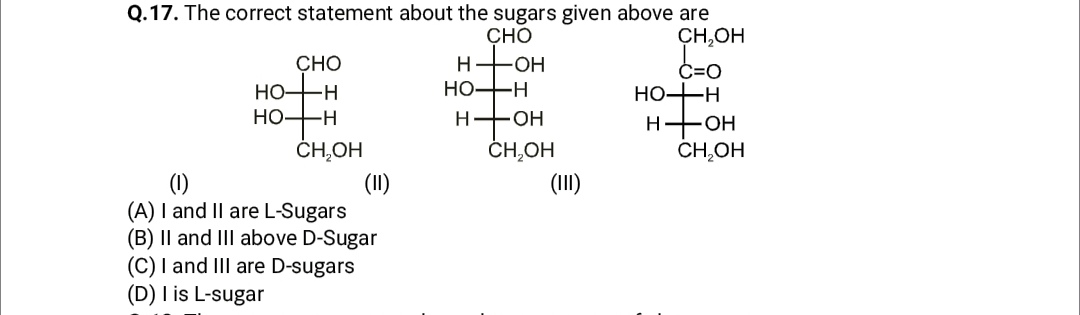 Q.17. The correct statement about the sugars given above are
CHO
HO H
HO H
CH₂OH
CHO
H OH
HO H
H OH
CH₂OH
CH₂OH
C=O
HO H
H OH
CH₂OH
(I) (II) (III)
(A) I and II are L-Sugars
(B) II and III above D-Sugar
(C) I and III are D-sugars
(D) I is L-sugar